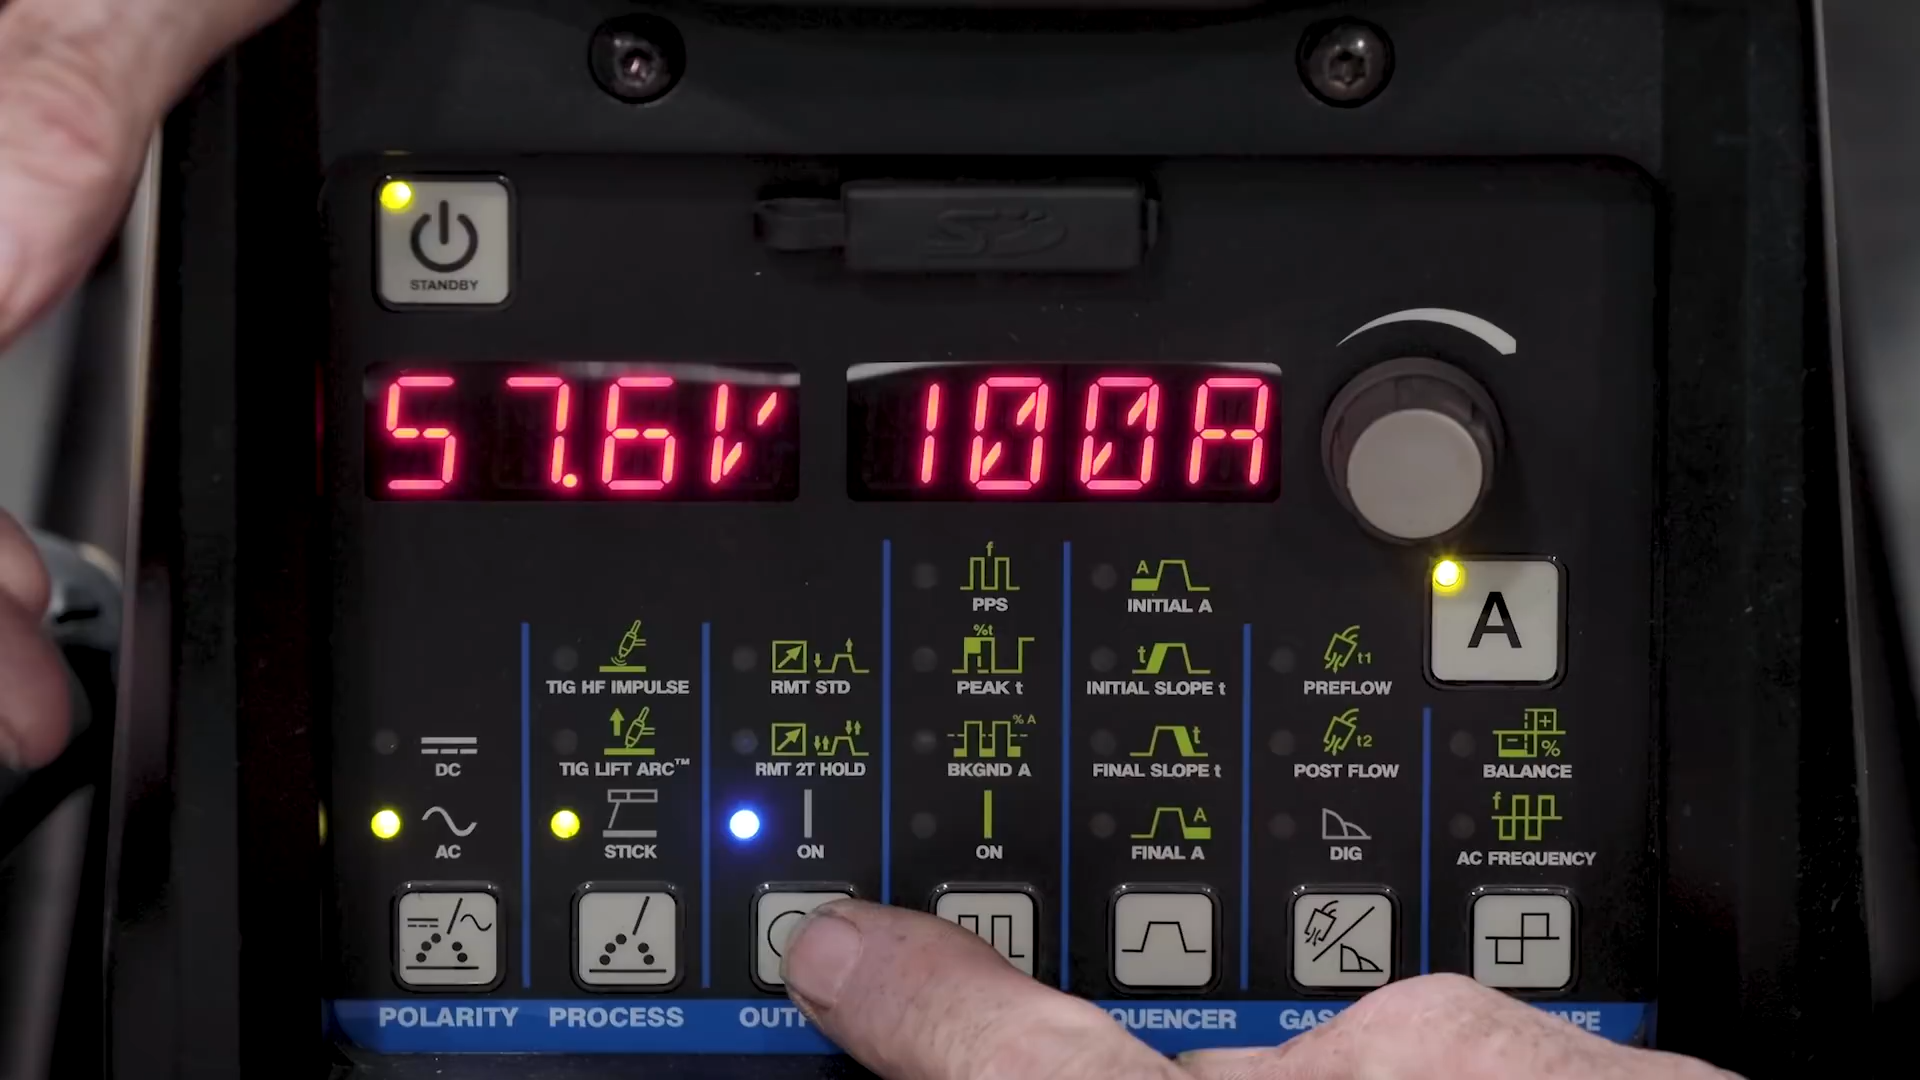 STANDBY
57.6V 100A
A
f
PPS
A
INITIAL A
TIG HF IMPULSE
RMT STD
%t
PEAK t
t
INITIAL SLOPE t
t1
PREFLOW
DC
TIG LIFT ARC™
RMT 2T HOLD
% A
BKGND A
t
FINAL SLOPE t
t2
POST FLOW
%
BALANCE
AC
STICK
ON
ON
A
FINAL A
DIG
f
AC FREQUENCY
POLARITY PROCESS